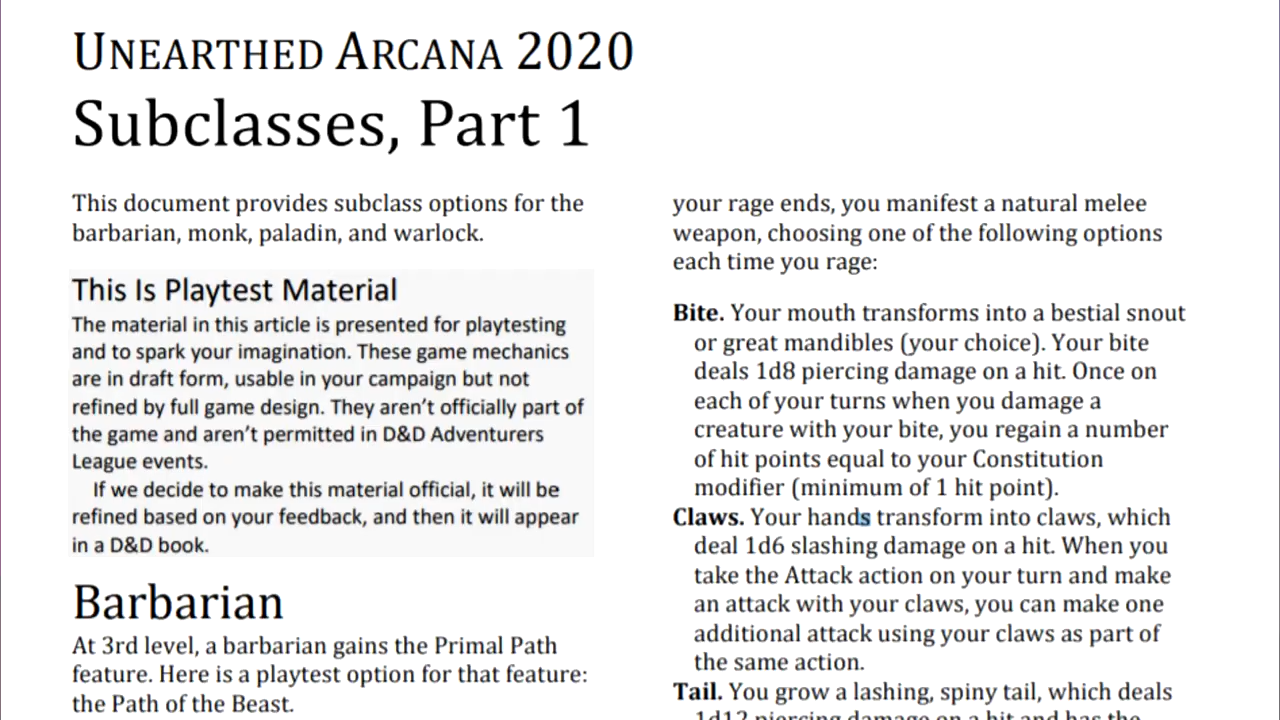 UNEARTHED ARCANA 2020
Subclasses, Part 1
This document provides subclass options for the
barbarian, monk, paladin, and warlock.
This Is Playtest Material
The material in this article is presented for playtesting
and to spark your imagination. These game mechanics
are in draft form, usable in your campaign but not
refined by full game design. They aren’t officially part of
the game and aren’t permitted in D&D Adventurers
League events.
If we decide to make this material official, it will be
refined based on your feedback, and then it will appear
in a D&D book.
Barbarian
At 3rd level, a barbarian gains the Primal Path
feature. Here is a playtest option for that feature:
the Path of the Beast.
your rage ends, you manifest a natural melee
weapon, choosing one of the following options
each time you rage:
Bite. Your mouth transforms into a bestial snout
or great mandibles (your choice). Your bite
deals 1d8 piercing damage on a hit. Once on
each of your turns when you damage a
creature with your bite, you regain a number
of hit points equal to your Constitution
modifier (minimum of 1 hit point).
Claws. Your hands transform into claws, which
deal 1d6 slashing damage on a hit. When you
take the Attack action on your turn and make
an attack with your claws, you can make one
additional attack using your claws as part of
the same action.
Tail. You grow a lashing, spiny tail, which deals
1d12 piercing damage on a hit and has the